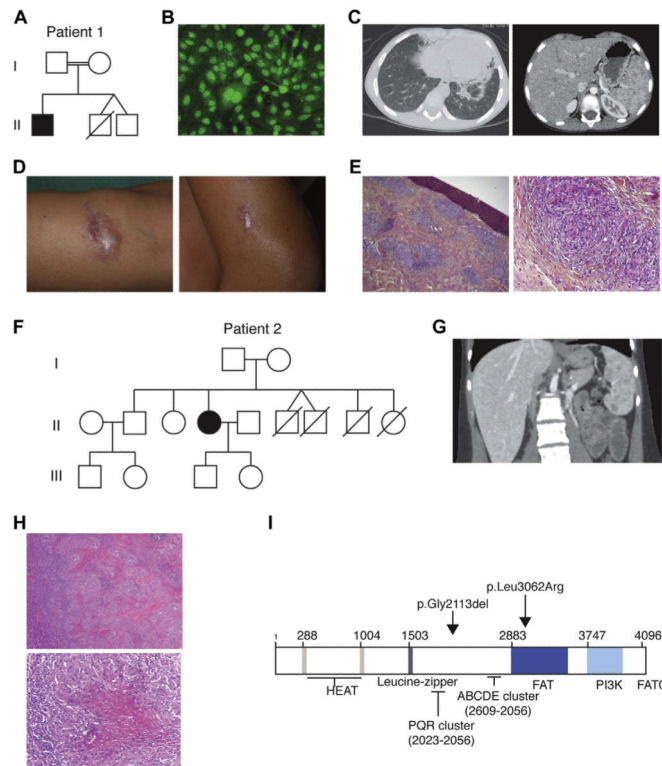 A
Patient 1
I
II
B
C
D
E
F
Patient 2
I
II
III
G
H
I
p.Gly2113del
p.Leu3062Arg
1
288
1004
1503
2883
3747
4096
HEAT
Leucine-zipper
ABCDE cluster
(2609-2056)
FAT
PI3K
FATC
PQR cluster
(2023-2056)